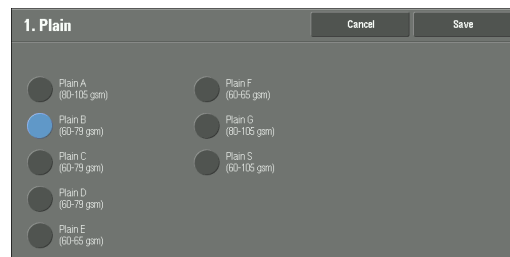 1. Plain
Cancel
Save
Plain A
(80-105 gsm)
Plain B
(60-79 gsm)
Plain C
(60-79 gsm)
Plain D
(60-79 gsm)
Plain E
(60-65 gsm)
Plain F
(60-65 gsm)
Plain G
(80-105 gsm)
Plain S
(60-105 gsm)